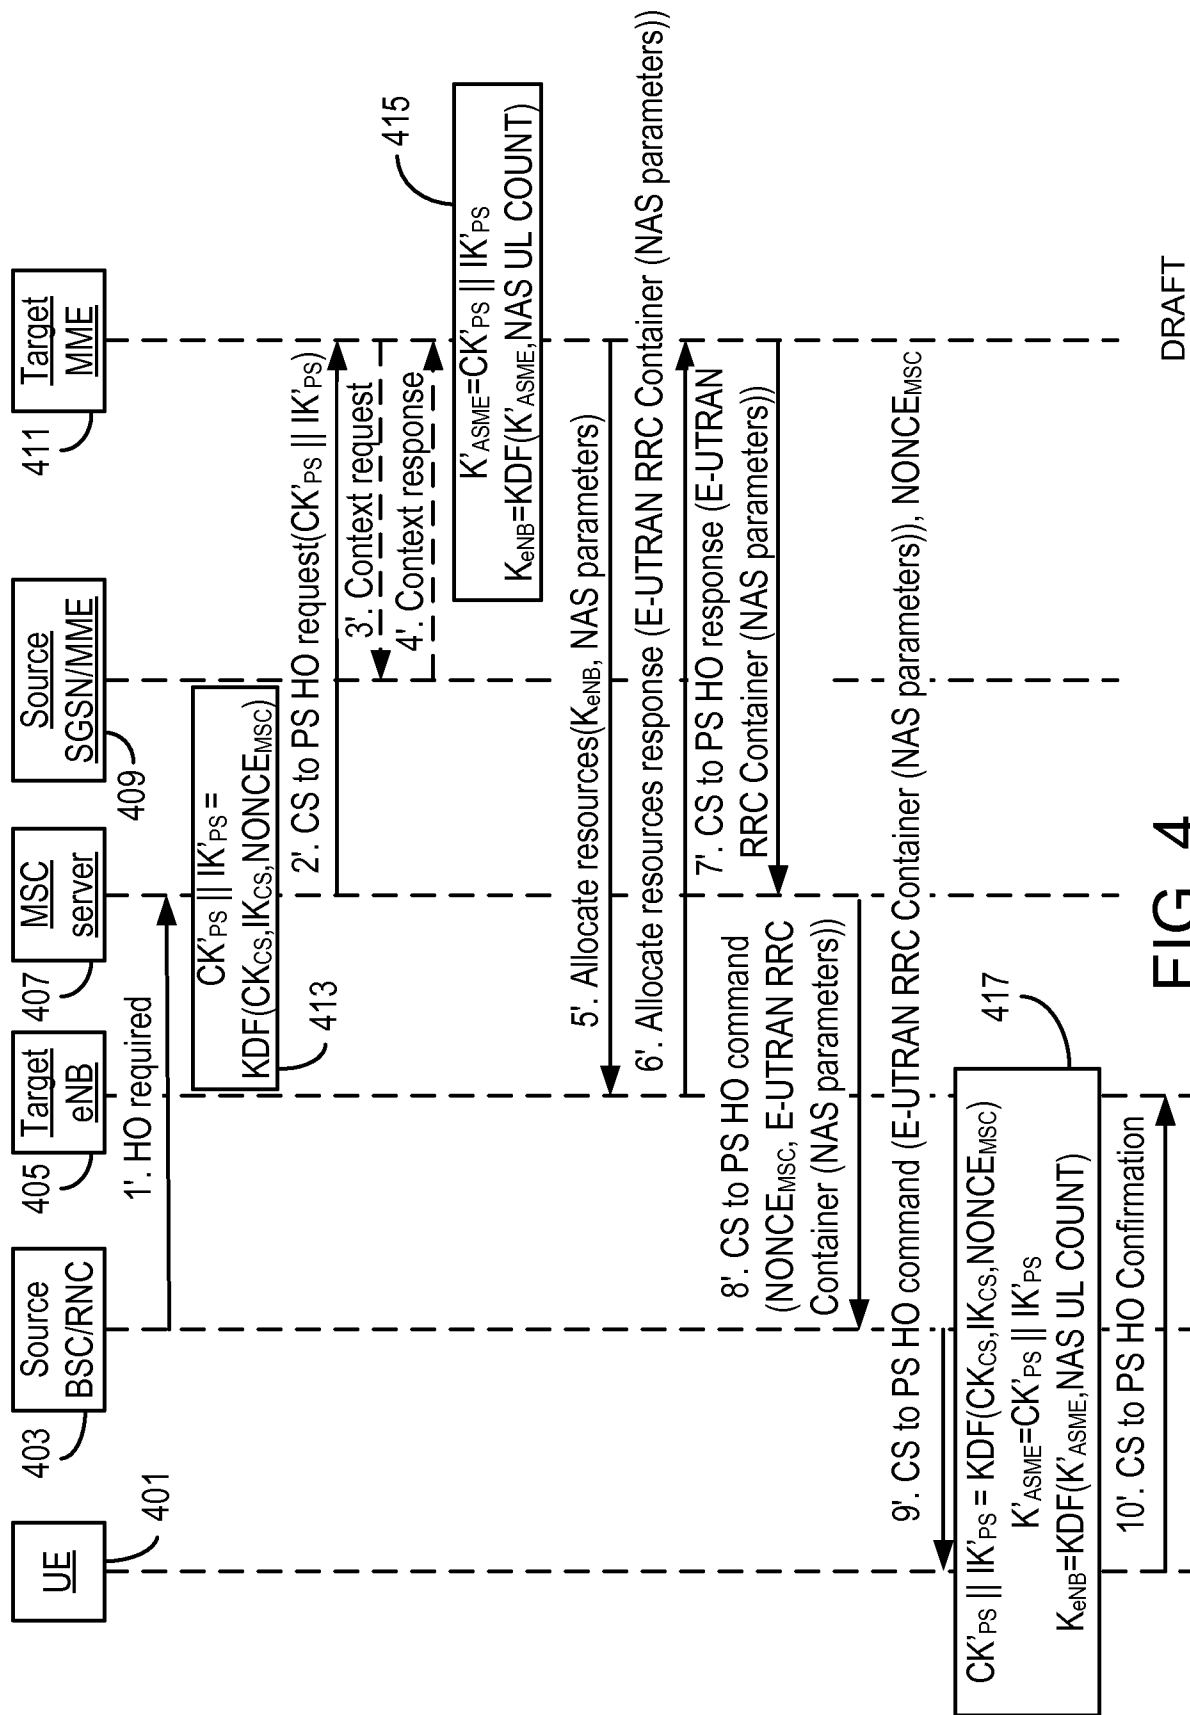 UE
401
Source
BSC/RNC
403
Target
eNB
405
MSC
server
407
Source
SGSN/MME
409
Target
MME
411
1'. HO required
CK'PS || IK'PS =
KDF(CKCS,IKCS,NONCEMSC)
413
2'. CS to PS HO request(CK'PS || IK'PS)
3'. Context request
4'. Context response
K'ASME=CK'PS || IK'PS
KeNB=KDF(K'ASME,NAS UL COUNT)
415
5'. Allocate resources(KeNB, NAS parameters)
6'. Allocate resources response (E-UTRAN RRC Container (NAS parameters))
7'. CS to PS HO response (E-UTRAN
RRC Container (NAS parameters))
8'. CS to PS HO command
(NONCEMSC, E-UTRAN RRC
Container (NAS parameters))
9'. CS to PS HO command (E-UTRAN RRC Container (NAS parameters)), NONCEMSC
CK'PS || IK'PS = KDF(CKCS,IKCS,NONCEMSC)
K'ASME=CK'PS || IK'PS
KeNB=KDF(K'ASME,NAS UL COUNT)
417
10'. CS to PS HO Confirmation
FIG 4
DRAFT